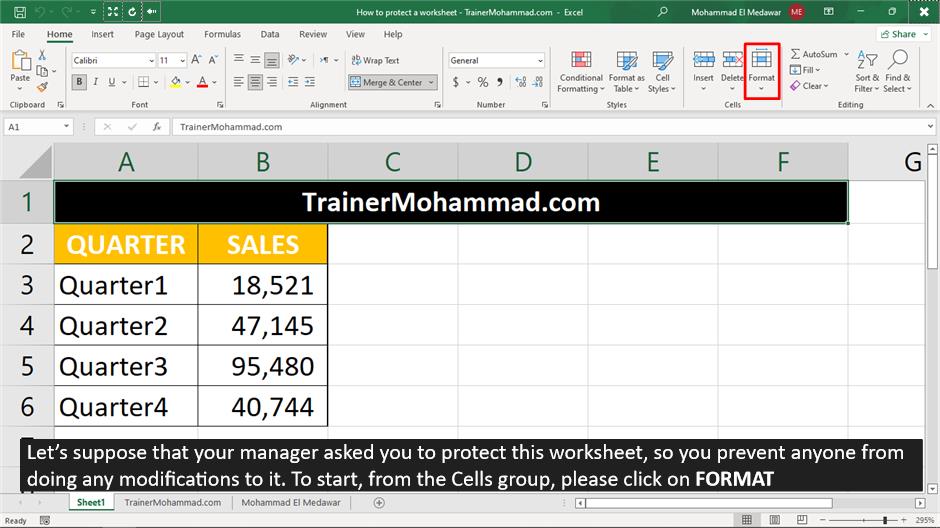 How to protect a worksheet - TrainerMohammad.com - Excel
Mohammad El Medawar ME
File Home Insert Page Layout Formulas Data Review View Help Share
Calibri 11 A A Wrap Text General AutoSum
Paste B I U A Merge & Center $ % , Conditional Formatting Format as Table Cell Styles Insert Delete Format Fill Clear Sort & Filter Find & Select
Clipboard Font Alignment Number Styles Cells Editing
A1 fx TrainerMohammad.com
A B C D E F G
1 TrainerMohammad.com
2 QUARTER SALES
3 Quarter1 18,521
4 Quarter2 47,145
5 Quarter3 95,480
6 Quarter4 40,744
Let's suppose that your manager asked you to protect this worksheet, so you prevent anyone from
doing any modifications to it. To start, from the Cells group, please click on FORMAT
Sheet1 TrainerMohammad.com Mohammad El Medawar
Ready 295%